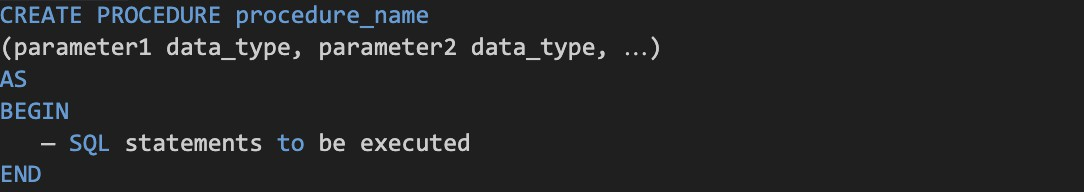 CREATE PROCEDURE procedure_name
(parameter1 data_type, parameter2 data_type, …)
AS
BEGIN
   — SQL statements to be executed
END